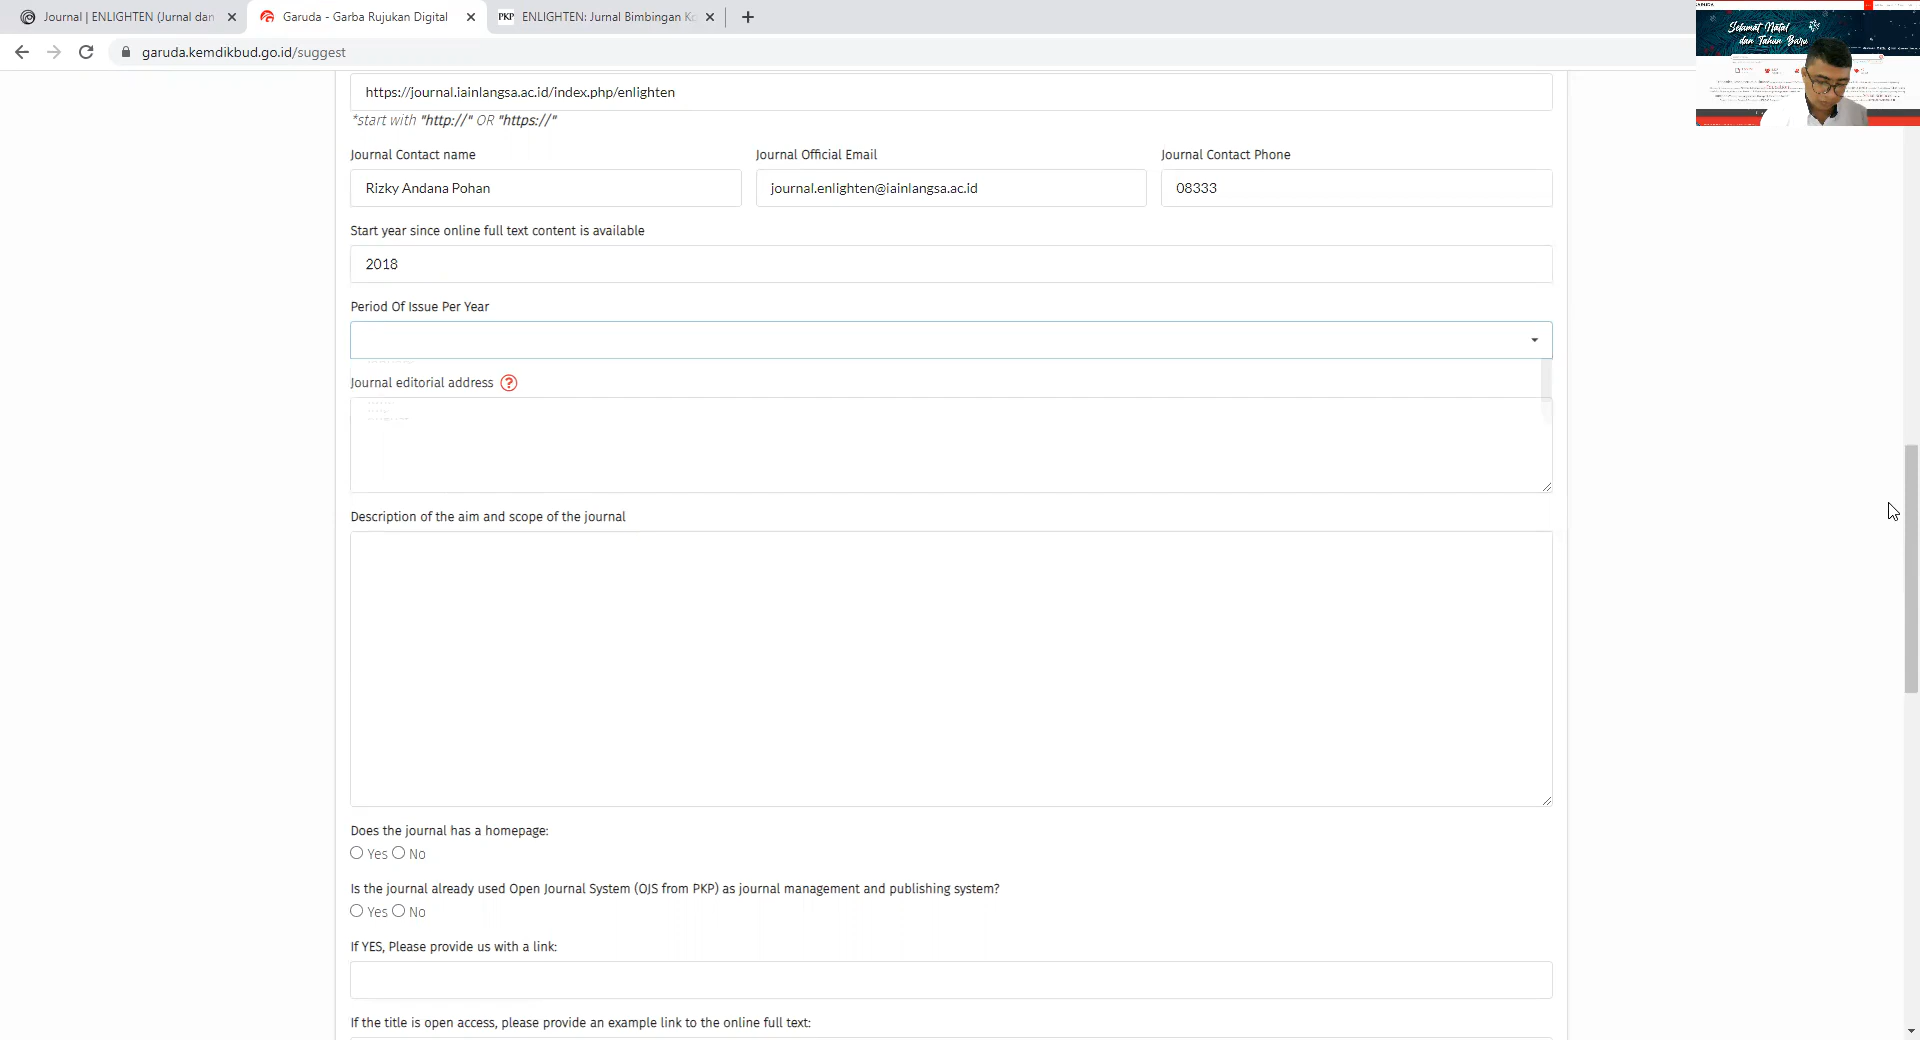 Journal | ENLIGHTEN (Jurnal dan
Garuda - Garba Rujukan Digital
PKP ENLIGHTEN: Jurnal Bimbingan Ko
garuda.kemdikbud.go.id/suggest
Selamat Natal
dan Tahun Baru
https://journal.iainlangsa.ac.id/index.php/enlighten
*start with "http://" OR "https://"
Journal Contact name
Journal Official Email
Journal Contact Phone
Rizky Andana Pohan
journal.enlighten@iainlangsa.ac.id
08333
Start year since online full text content is available
2018
Period Of Issue Per Year
Journal editorial address ?
Description of the aim and scope of the journal
Does the journal has a homepage:
Yes No
Is the journal already used Open Journal System (OJS from PKP) as journal management and publishing system?
Yes No
If YES, Please provide us with a link:
If the title is open access, please provide an example link to the online full text: